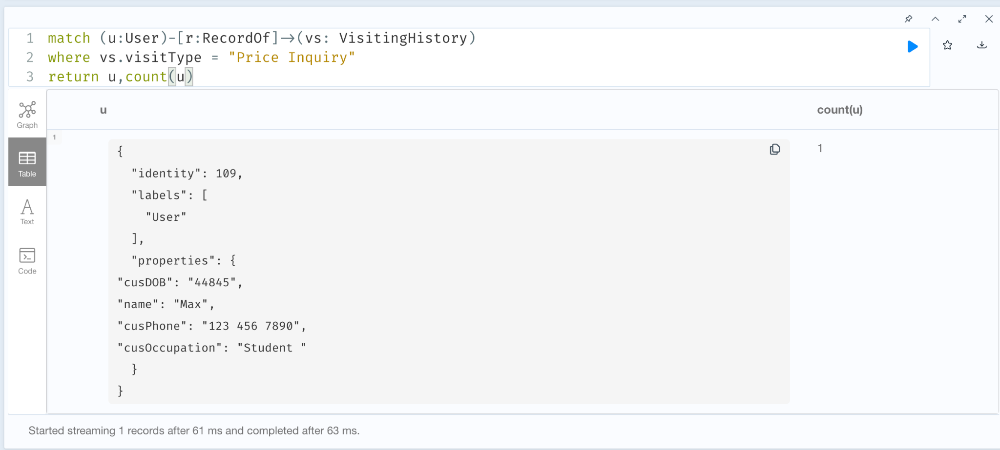 1 match (u:User)-[r:RecordOf]->(vs: VisitingHistory)
2 where vs.visitType = "Price Inquiry"
3 return u,count(u)
Graph
Table
Text
Code
u count(u)
1
{ 1
  "identity": 109,
  "labels": [
    "User"
  ],
  "properties": {
"cusDOB": "44845",
"name": "Max",
"cusPhone": "123 456 7890",
"cusOccupation": "Student "
  }
}
Started streaming 1 records after 61 ms and completed after 63 ms.